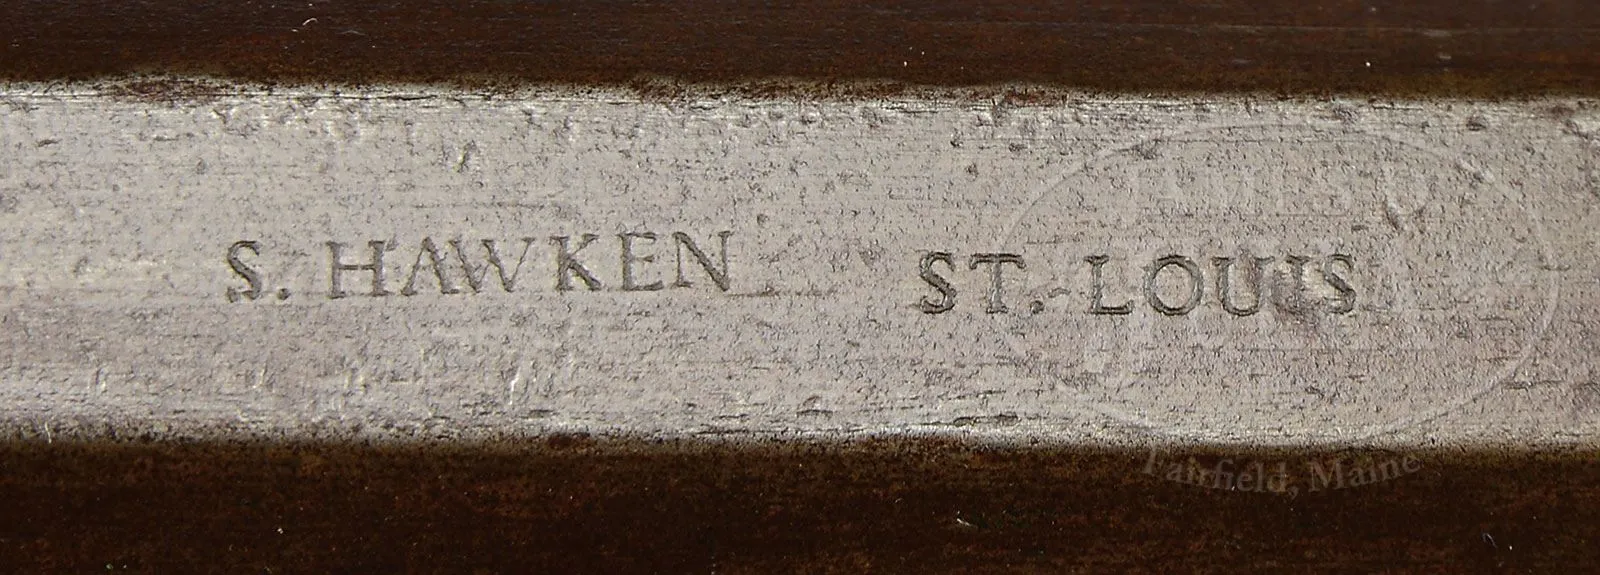 S. HAWKEN ST. LOUIS
Fairfield, Maine